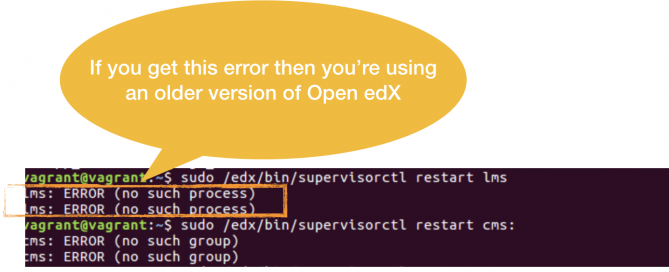 If you get this error then you’re using
an older version of Open edX
vagrant@vagrant:~$ sudo /edx/bin/supervisorctl restart lms
lms: ERROR (no such process)
lms: ERROR (no such process)
vagrant@vagrant:~$ sudo /edx/bin/supervisorctl restart cms:
cms: ERROR (no such group)
cms: ERROR (no such group)